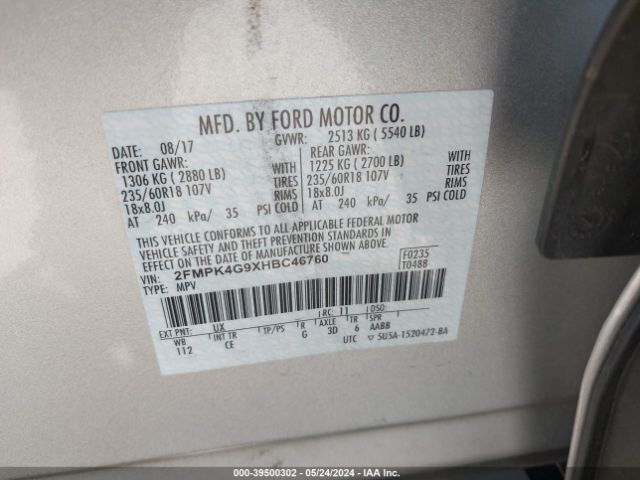 MFD. BY FORD MOTOR CO.
DATE: 08/17 GVWR: 2513 KG ( 5540 LB)
FRONT GAWR: REAR GAWR:
1306 KG ( 2880 LB) WITH 1225 KG ( 2700 LB) WITH
235/60R18 107V TIRES 235/60R18 107V TIRES
18x8.0J RIMS 18x8.0J RIMS
AT 240 kPa/ 35 PSI COLD AT 240 kPa/ 35 PSI COLD
THIS VEHICLE CONFORMS TO ALL APPLICABLE FEDERAL MOTOR
VEHICLE SAFETY AND THEFT PREVENTION STANDARDS IN
EFFECT ON THE DATE OF MANUFACTURE SHOWN ABOVE.
VIN: 2FMPK4G9XHBC46760 F0235
TYPE: MPV T0488
EXT PNT: UX RC: 11 DSO:
WB INT TR TP/PS R AXLE TR SPR
112 CE G 3D 6 AABB
UTC ▽ 5U5A-1520472-BA
000-39500302 - 05/24/2024 - IAA Inc.